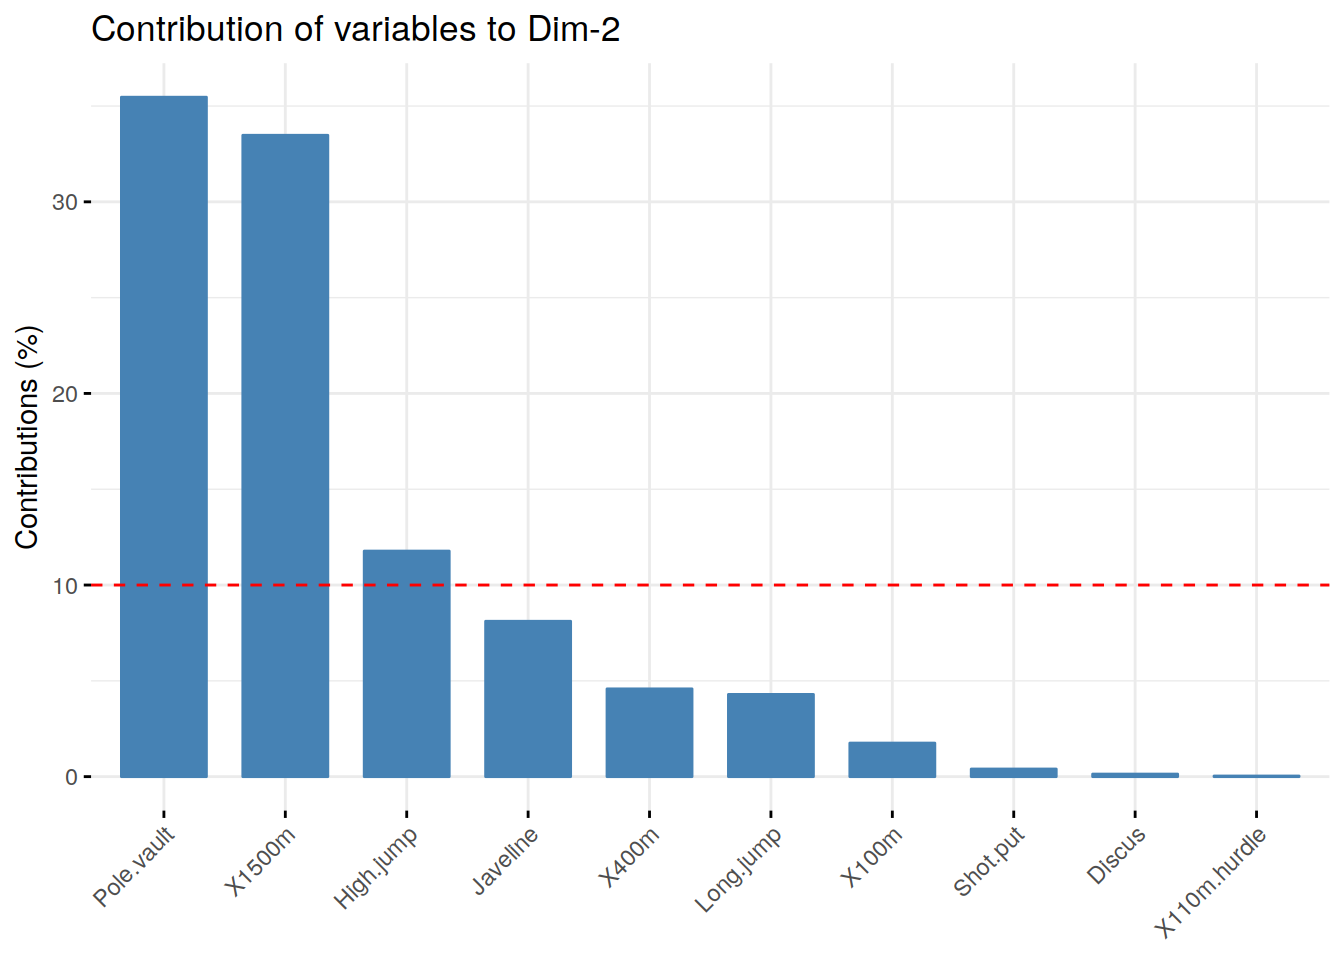 Contribution of variables to Dim-2
Contributions (%)
30
20
10
0
Pole.vault
X1500m
High.jump
Javeline
X400m
Long.jump
X100m
Shot.put
Discus
X110m.hurdle